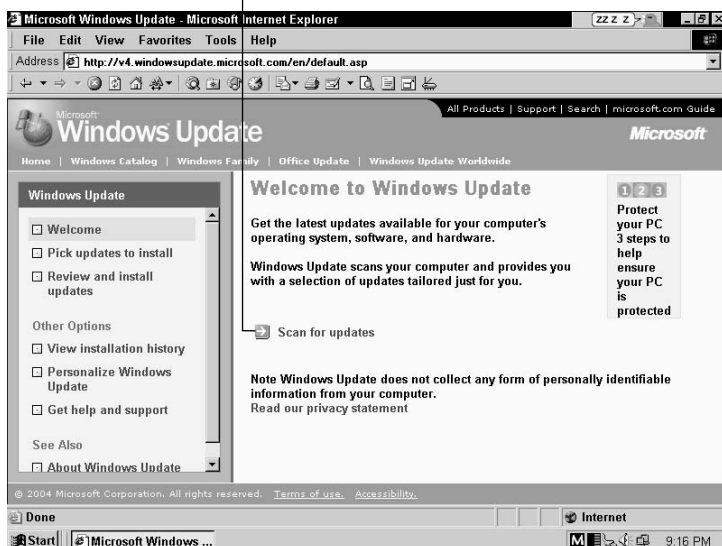 Microsoft Windows Update - Microsoft Internet Explorer
zz z z
File Edit View Favorites Tools Help
Address http://v4.windowsupdate.microsoft.com/en/default.asp
All Products | Support | Search | microsoft.com Guide
Microsoft
Windows Update
Microsoft
Home | Windows Catalog | Windows Family | Office Update | Windows Update Worldwide
Windows Update
Welcome
Pick updates to install
Review and install
updates
Other Options
View installation history
Personalize Windows
Update
Get help and support
See Also
About Windows Update
Welcome to Windows Update
Get the latest updates available for your computer's
operating system, software, and hardware.
Windows Update scans your computer and provides you
with a selection of updates tailored just for you.
Scan for updates
Note Windows Update does not collect any form of personally identifiable
information from your computer.
Read our privacy statement
1 2 3
Protect
your PC
3 steps to
help
ensure
your PC
is
protected
© 2004 Microsoft Corporation. All rights reserved. Terms of use. Accessibility.
Done
Internet
Start
Microsoft Windows ...
M
9:16 PM